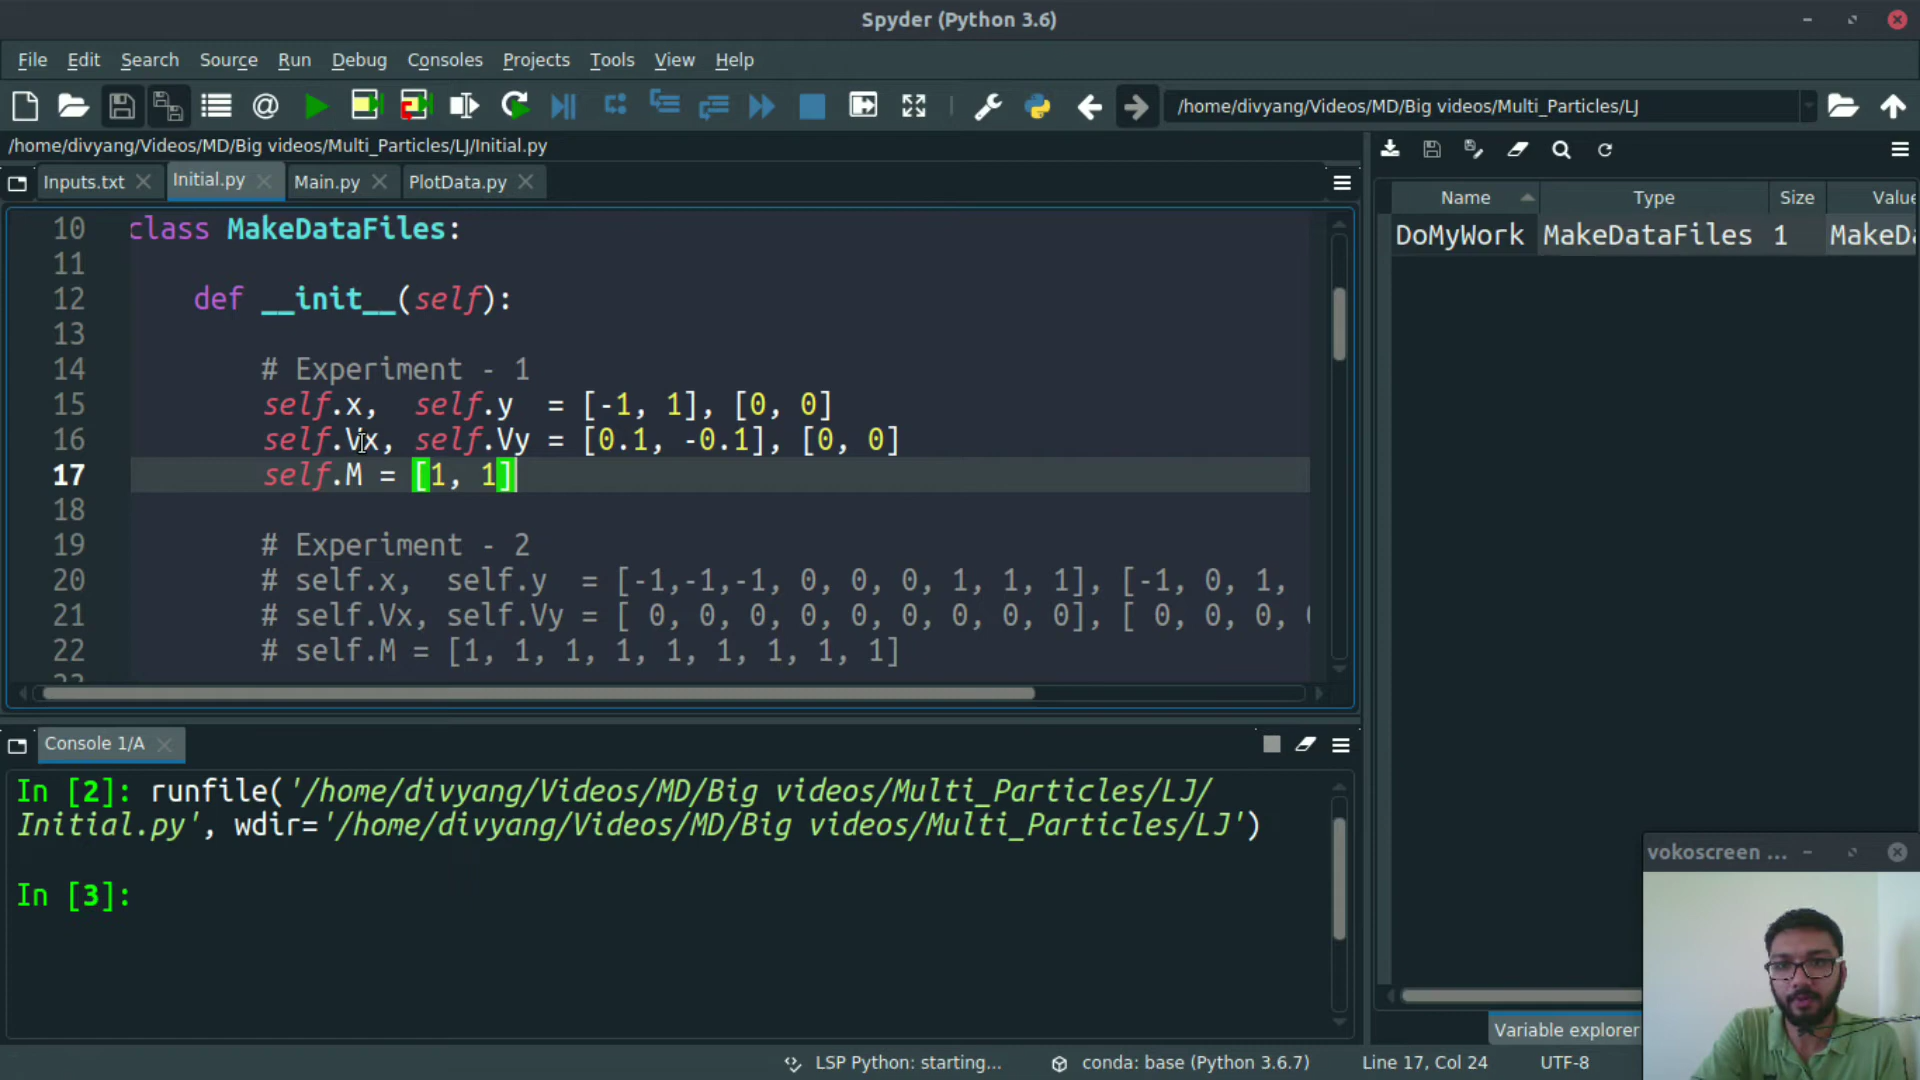 Spyder (Python 3.6)
File Edit Search Source Run Debug Consoles Projects Tools View Help
/home/divyang/Videos/MD/Big videos/Multi_Particles/LJ
/home/divyang/Videos/MD/Big videos/Multi_Particles/LJ/Initial.py
Inputs.txt Initial.py Main.py PlotData.py
10 class MakeDataFiles:
11
12 def __init__(self):
13
14 # Experiment - 1
15 self.x, self.y = [-1, 1], [0, 0]
16 self.Vx, self.Vy = [0.1, -0.1], [0, 0]
17 self.M = [1, 1]
18
19 # Experiment - 2
20 # self.x, self.y = [-1,-1,-1, 0, 0, 0, 1, 1, 1], [-1, 0, 1,
21 # self.Vx, self.Vy = [ 0, 0, 0, 0, 0, 0, 0, 0, 0], [ 0, 0, 0,
22 # self.M = [1, 1, 1, 1, 1, 1, 1, 1, 1]
Name Type Size Value
DoMyWork MakeDataFiles 1 MakeDa
Console 1/A
In [2]: runfile('/home/divyang/Videos/MD/Big videos/Multi_Particles/LJ/
Initial.py', wdir='/home/divyang/Videos/MD/Big videos/Multi_Particles/LJ')
In [3]:
vokoscreen ...
Variable explorer
LSP Python: starting... conda: base (Python 3.6.7) Line 17, Col 24 UTF-8